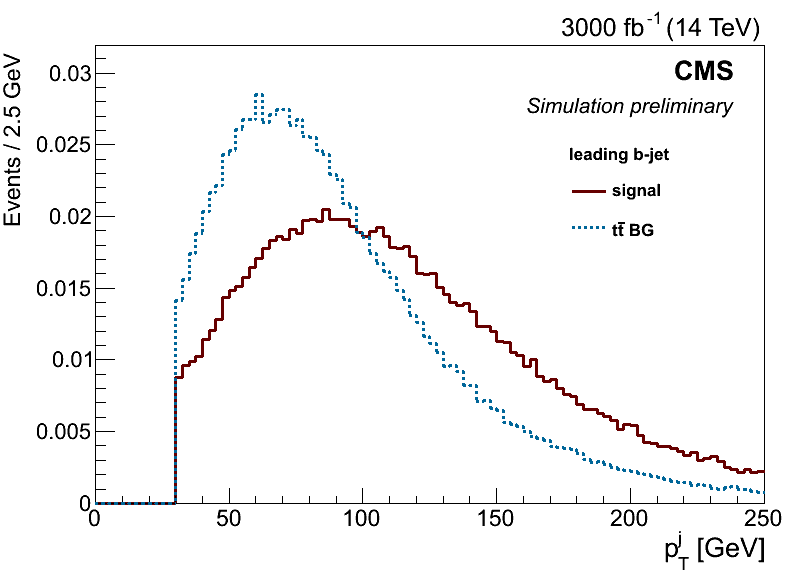 3000 fb⁻¹ (14 TeV)
CMS
Simulation preliminary
leading b-jet
signal
tt̄ BG
Events / 2.5 GeV
0.03
0.025
0.02
0.015
0.01
0.005
0
0 50 100 150 200 250
p_T^j [GeV]